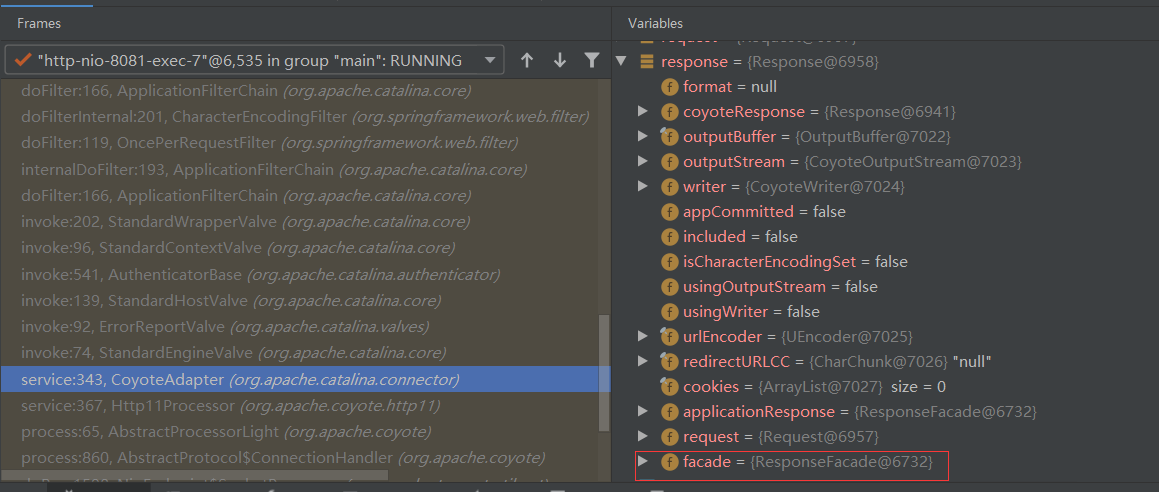 Frames
"http-nio-8081-exec-7"@6,535 in group "main": RUNNING
doFilter:166, ApplicationFilterChain (org.apache.catalina.core)
doFilterInternal:201, CharacterEncodingFilter (org.springframework.web.filter)
doFilter:119, OncePerRequestFilter (org.springframework.web.filter)
internalDoFilter:193, ApplicationFilterChain (org.apache.catalina.core)
doFilter:166, ApplicationFilterChain (org.apache.catalina.core)
invoke:202, StandardWrapperValve (org.apache.catalina.core)
invoke:96, StandardContextValve (org.apache.catalina.core)
invoke:541, AuthenticatorBase (org.apache.catalina.authenticator)
invoke:139, StandardHostValve (org.apache.catalina.core)
invoke:92, ErrorReportValve (org.apache.catalina.valves)
invoke:74, StandardEngineValve (org.apache.catalina.core)
service:343, CoyoteAdapter (org.apache.catalina.connector)
service:367, Http11Processor (org.apache.coyote.http11)
process:65, AbstractProcessorLight (org.apache.coyote)
process:860, AbstractProtocol$ConnectionHandler (org.apache.coyote)
Variables
response = {Response@6958}
format = null
coyoteResponse = {Response@6941}
outputBuffer = {OutputBuffer@7022}
outputStream = {CoyoteOutputStream@7023}
writer = {CoyoteWriter@7024}
appCommitted = false
included = false
isCharacterEncodingSet = false
usingOutputStream = false
usingWriter = false
urlEncoder = {UEncoder@7025}
redirectURLCC = {CharChunk@7026} "null"
cookies = {ArrayList@7027} size = 0
applicationResponse = {ResponseFacade@6732}
request = {Request@6957}
facade = {ResponseFacade@6732}